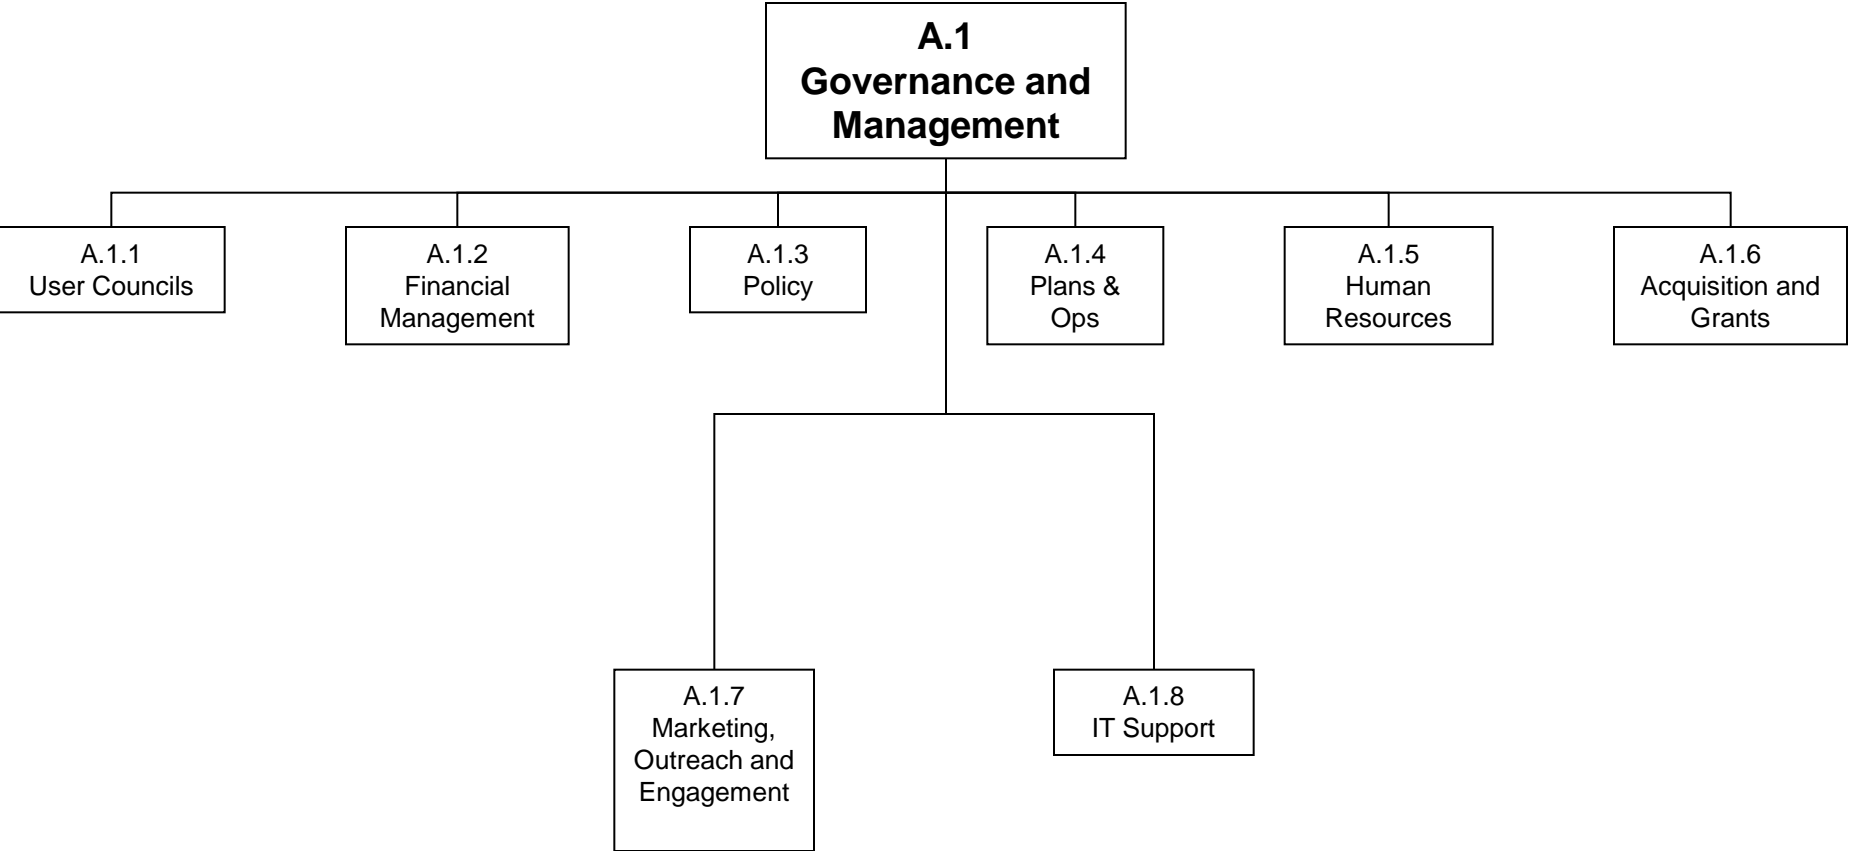 A.1
Governance and
Management
A.1.1
User Councils
A.1.2
Financial
Management
A.1.3
Policy
A.1.4
Plans &
Ops
A.1.5
Human
Resources
A.1.6
Acquisition and
Grants
A.1.7
Marketing,
Outreach and
Engagement
A.1.8
IT Support